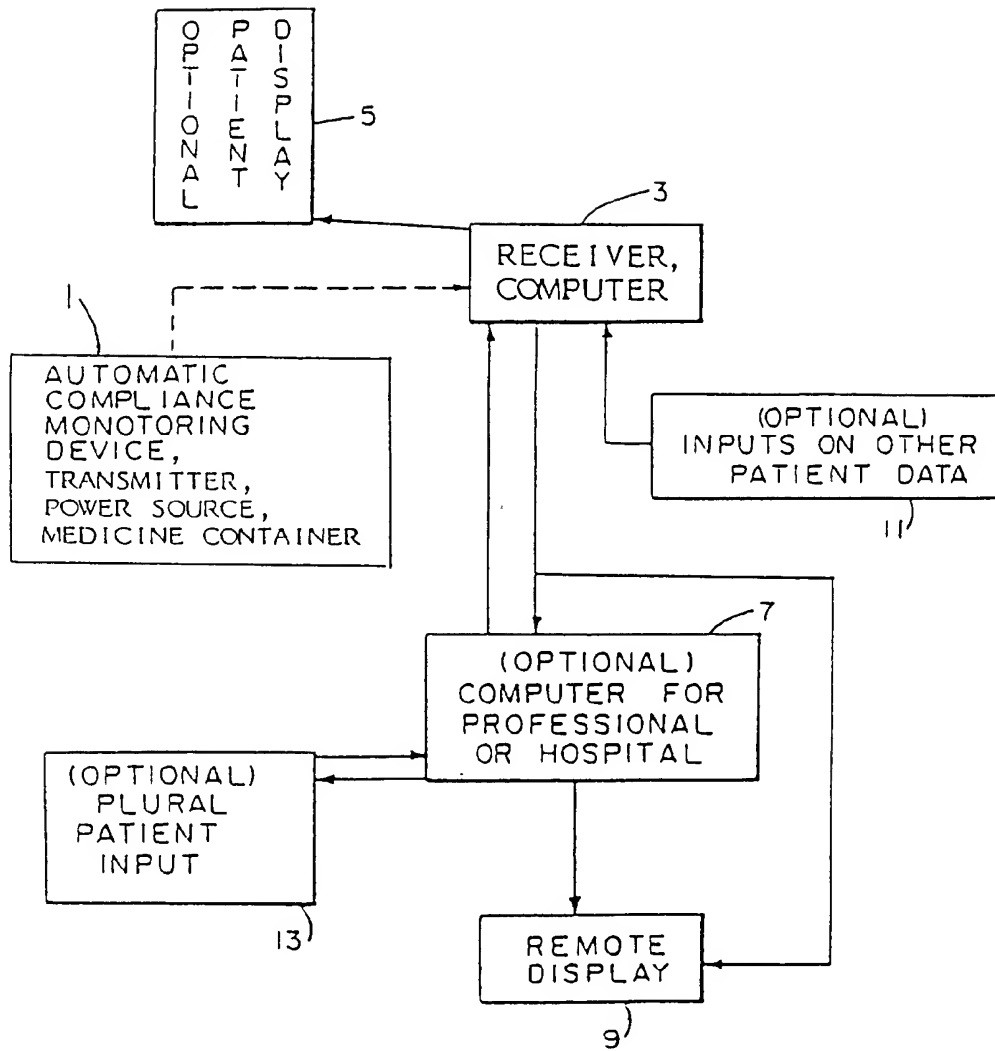 OPTIONAL
PATIENT
DISPLAY
5
3
RECEIVER,
COMPUTER
1
AUTOMATIC
COMPLIANCE
MONOTORING
DEVICE,
TRANSMITTER,
POWER SOURCE,
MEDICINE CONTAINER
(OPTIONAL)
INPUTS ON OTHER
PATIENT DATA
11
7
(OPTIONAL)
COMPUTER FOR
PROFESSIONAL
OR HOSPITAL
(OPTIONAL)
PLURAL
PATIENT
INPUT
13
REMOTE
DISPLAY
9